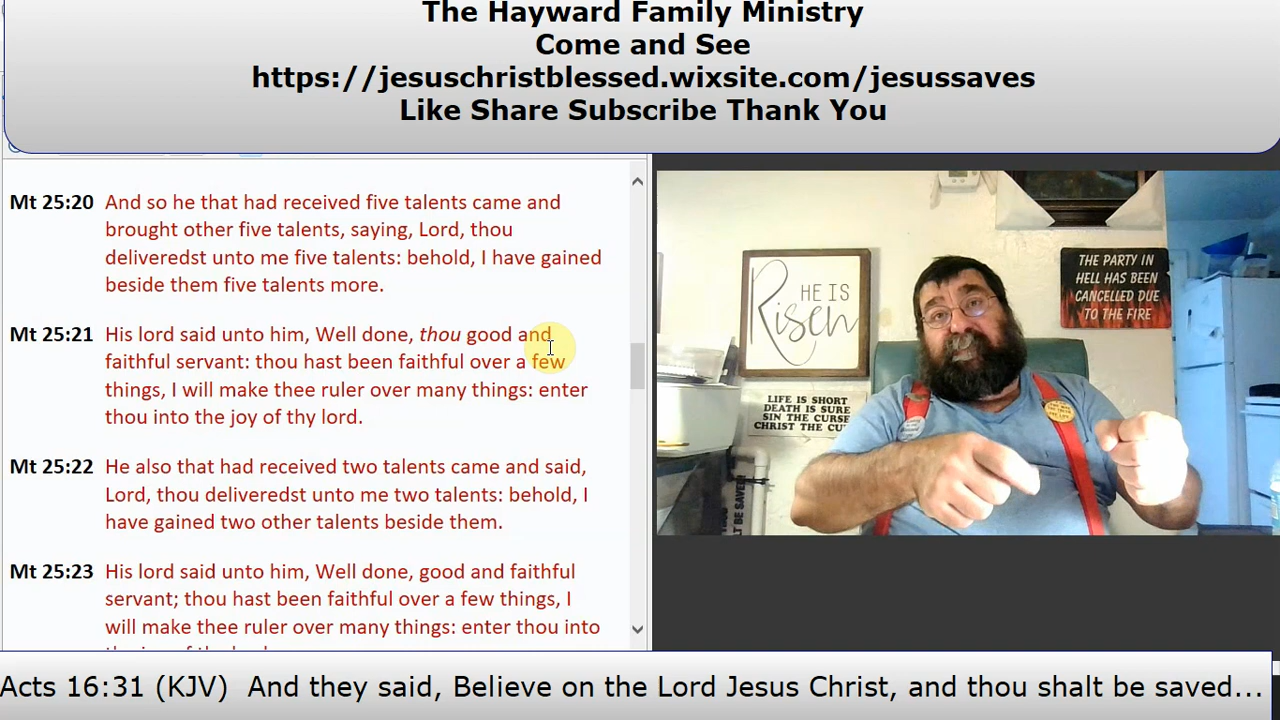 The Hayward Family Ministry
Come and See
https://jesuschristblessed.wixsite.com/jesussaves
Like Share Subscribe Thank You
Mt 25:20 And so he that had received five talents came and
brought other five talents, saying, Lord, thou
deliveredst unto me five talents: behold, I have gained
beside them five talents more.
Mt 25:21 His lord said unto him, Well done, thou good and
faithful servant: thou hast been faithful over a few
things, I will make thee ruler over many things: enter
thou into the joy of thy lord.
Mt 25:22 He also that had received two talents came and said,
Lord, thou deliveredst unto me two talents: behold, I
have gained two other talents beside them.
Mt 25:23 His lord said unto him, Well done, good and faithful
servant; thou hast been faithful over a few things, I
will make thee ruler over many things: enter thou into
HE IS
Risen
THE PARTY IN
HELL HAS BEEN
CANCELLED DUE
TO THE FIRE
LIFE IS SHORT
DEATH IS SURE
SIN THE CURSE
CHRIST THE CU
BE SAVED!
Acts 16:31 (KJV) And they said, Believe on the Lord Jesus Christ, and thou shalt be saved...